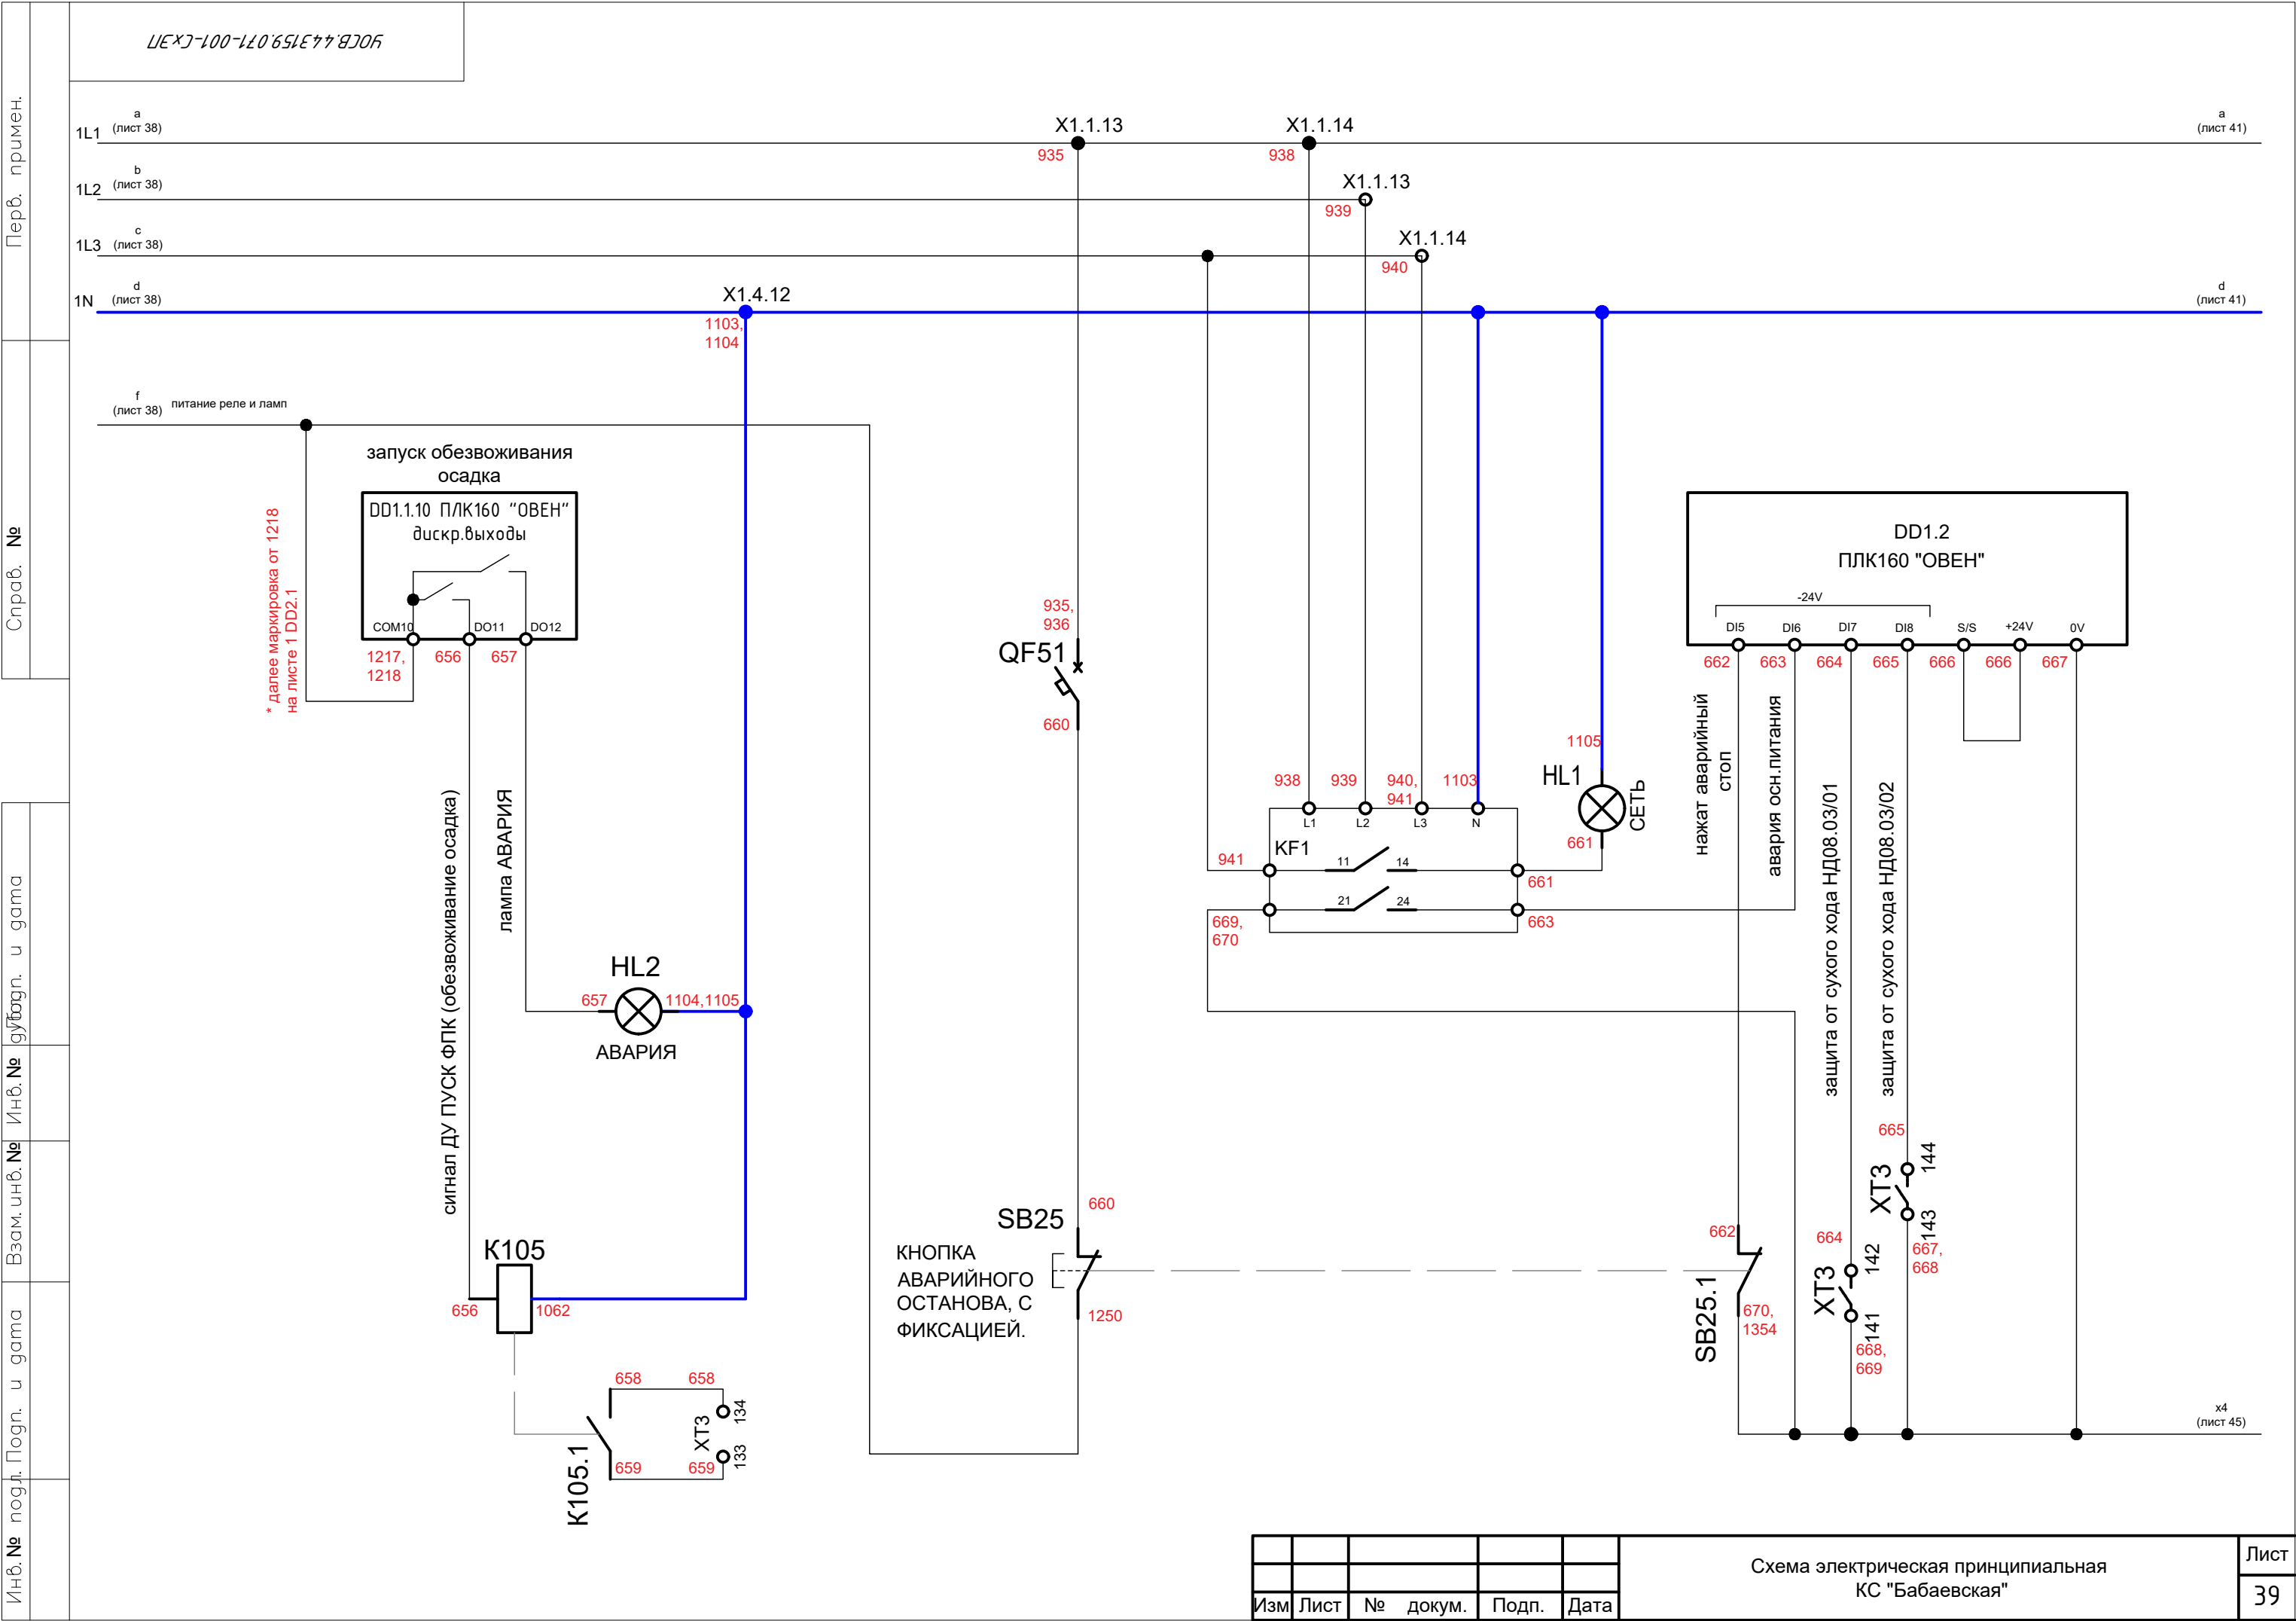 УОСВ.443159.071-001-СхЭП
Перв. примен.
Справ. №
Подп. и дата
Инв. №
Взам. инв. №
Подп. и дата
Инв. № подл.
1L1
a
(лист 38)
X1.1.13
935
X1.1.14
938
a
(лист 41)
1L2
b
(лист 38)
X1.1.13
939
1L3
c
(лист 38)
X1.1.14
940
1N
d
(лист 38)
X1.4.12
1103,
1104
d
(лист 41)
f
(лист 38)
питание реле и ламп
* далее маркировка от 1218
на листе 1 DD2.1
запуск обезвоживания
осадка
DD1.1.10 ПЛК160 "ОВЕН"
дискр.выходы
COM10
DO11
DO12
1217,
1218
656
657
сигнал ДУ ПУСК ФПК (обезвоживание осадка)
лампа АВАРИЯ
HL2
657
1104,1105
АВАРИЯ
К105
656
1062
К105.1
658
658
134
ХТ3
133
659
659
935,
936
QF51
660
660
SB25
КНОПКА
АВАРИЙНОГО
ОСТАНОВА, С
ФИКСАЦИЕЙ.
1250
938
939
940,
941
1103
L1
L2
L3
N
KF1
941
11
14
661
21
24
669,
670
663
1105
HL1
СЕТЬ
661
DD1.2
ПЛК160 "ОВЕН"
-24V
DI5
DI6
DI7
DI8
S/S
+24V
0V
662
663
664
665
666
666
667
нажат аварийный
стоп
авария осн.питания
защита от сухого хода НД08.03/01
защита от сухого хода НД08.03/02
662
SB25.1
670,
1354
664
142
ХТ3
141
668,
669
665
144
ХТ3
143
667,
668
x4
(лист 45)
Изм
Лист
№ докум.
Подп.
Дата
Схема электрическая принципиальная
КС "Бабаевская"
Лист
39